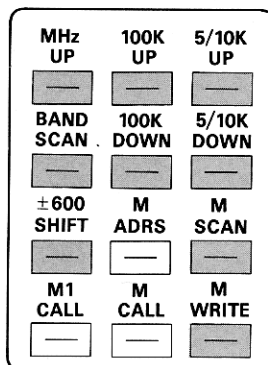 MHz 100K 5/10K
UP UP UP
BAND 100K 5/10K
SCAN DOWN DOWN
±600 M M
SHIFT ADRS SCAN
M1 M M
CALL CALL WRITE